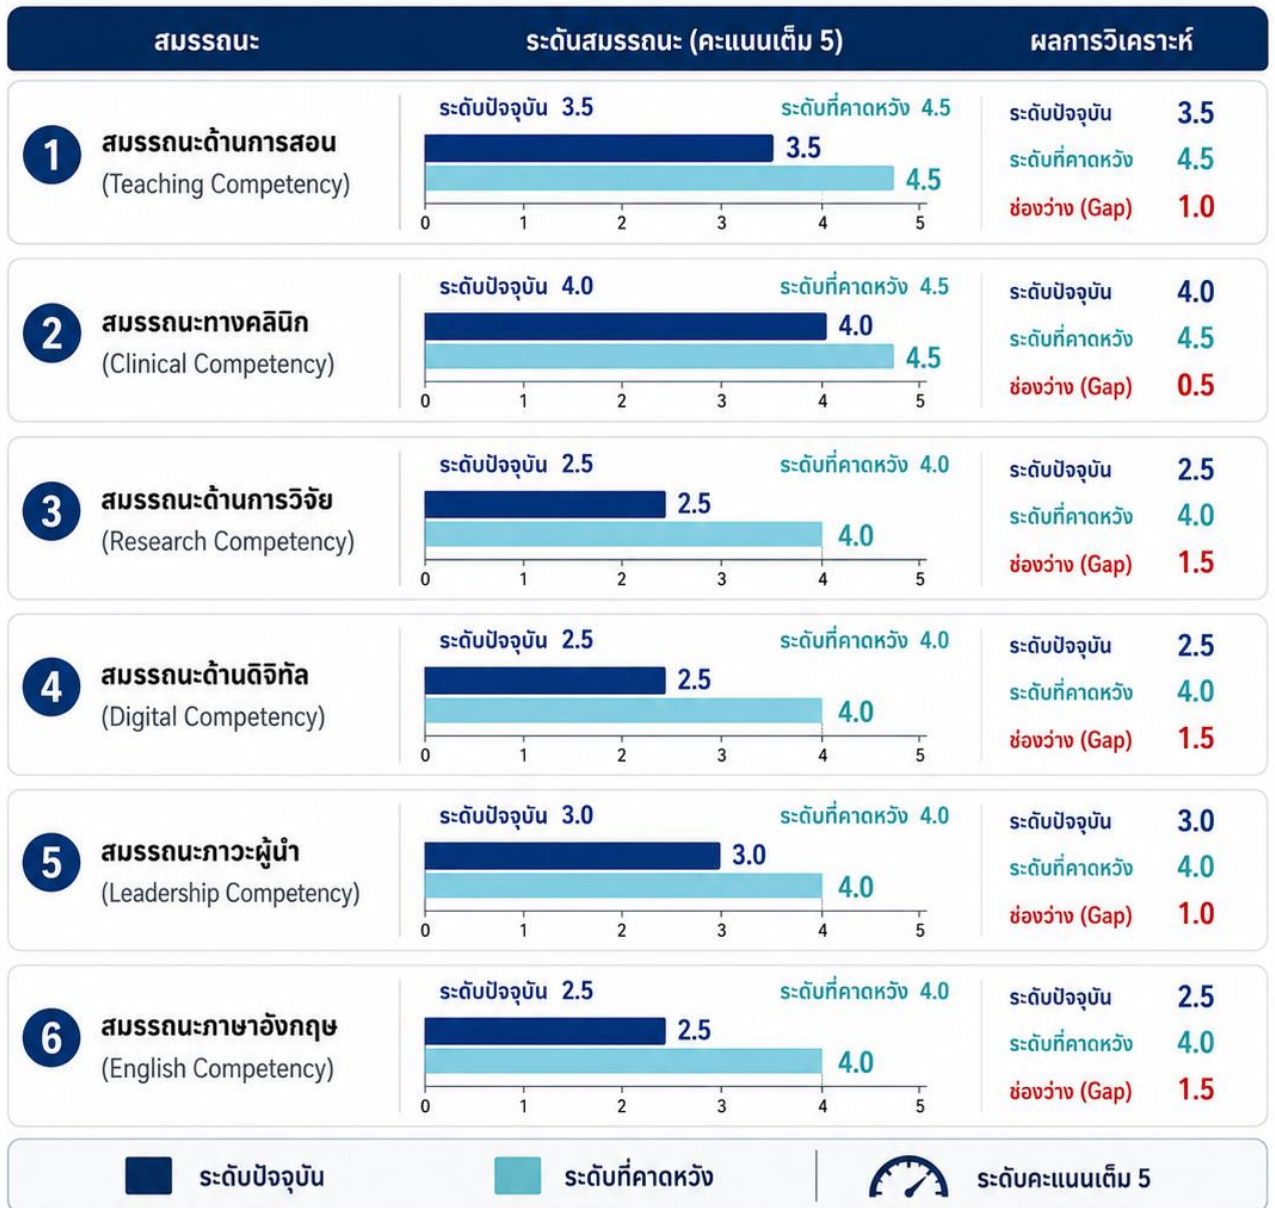 สมรรถนะ ระดับสมรรถนะ (คะแนนเต็ม 5) ผลการวิเคราะห์
1
สมรรถนะด้านการสอน
(Teaching Competency)
ระดับปัจจุบัน 3.5 ระดับที่คาดหวัง 4.5
3.5
4.5
0 1 2 3 4 5
ระดับปัจจุบัน 3.5
ระดับที่คาดหวัง 4.5
ช่องว่าง (Gap) 1.0
2
สมรรถนะทางคลินิก
(Clinical Competency)
ระดับปัจจุบัน 4.0 ระดับที่คาดหวัง 4.5
4.0
4.5
0 1 2 3 4 5
ระดับปัจจุบัน 4.0
ระดับที่คาดหวัง 4.5
ช่องว่าง (Gap) 0.5
3
สมรรถนะด้านการวิจัย
(Research Competency)
ระดับปัจจุบัน 2.5 ระดับที่คาดหวัง 4.0
2.5
4.0
0 1 2 3 4 5
ระดับปัจจุบัน 2.5
ระดับที่คาดหวัง 4.0
ช่องว่าง (Gap) 1.5
4
สมรรถนะด้านดิจิทัล
(Digital Competency)
ระดับปัจจุบัน 2.5 ระดับที่คาดหวัง 4.0
2.5
4.0
0 1 2 3 4 5
ระดับปัจจุบัน 2.5
ระดับที่คาดหวัง 4.0
ช่องว่าง (Gap) 1.5
5
สมรรถนะภาวะผู้นำ
(Leadership Competency)
ระดับปัจจุบัน 3.0 ระดับที่คาดหวัง 4.0
3.0
4.0
0 1 2 3 4 5
ระดับปัจจุบัน 3.0
ระดับที่คาดหวัง 4.0
ช่องว่าง (Gap) 1.0
6
สมรรถนะภาษาอังกฤษ
(English Competency)
ระดับปัจจุบัน 2.5 ระดับที่คาดหวัง 4.0
2.5
4.0
0 1 2 3 4 5
ระดับปัจจุบัน 2.5
ระดับที่คาดหวัง 4.0
ช่องว่าง (Gap) 1.5
ระดับปัจจุบัน ระดับที่คาดหวัง ระดับคะแนนเต็ม 5